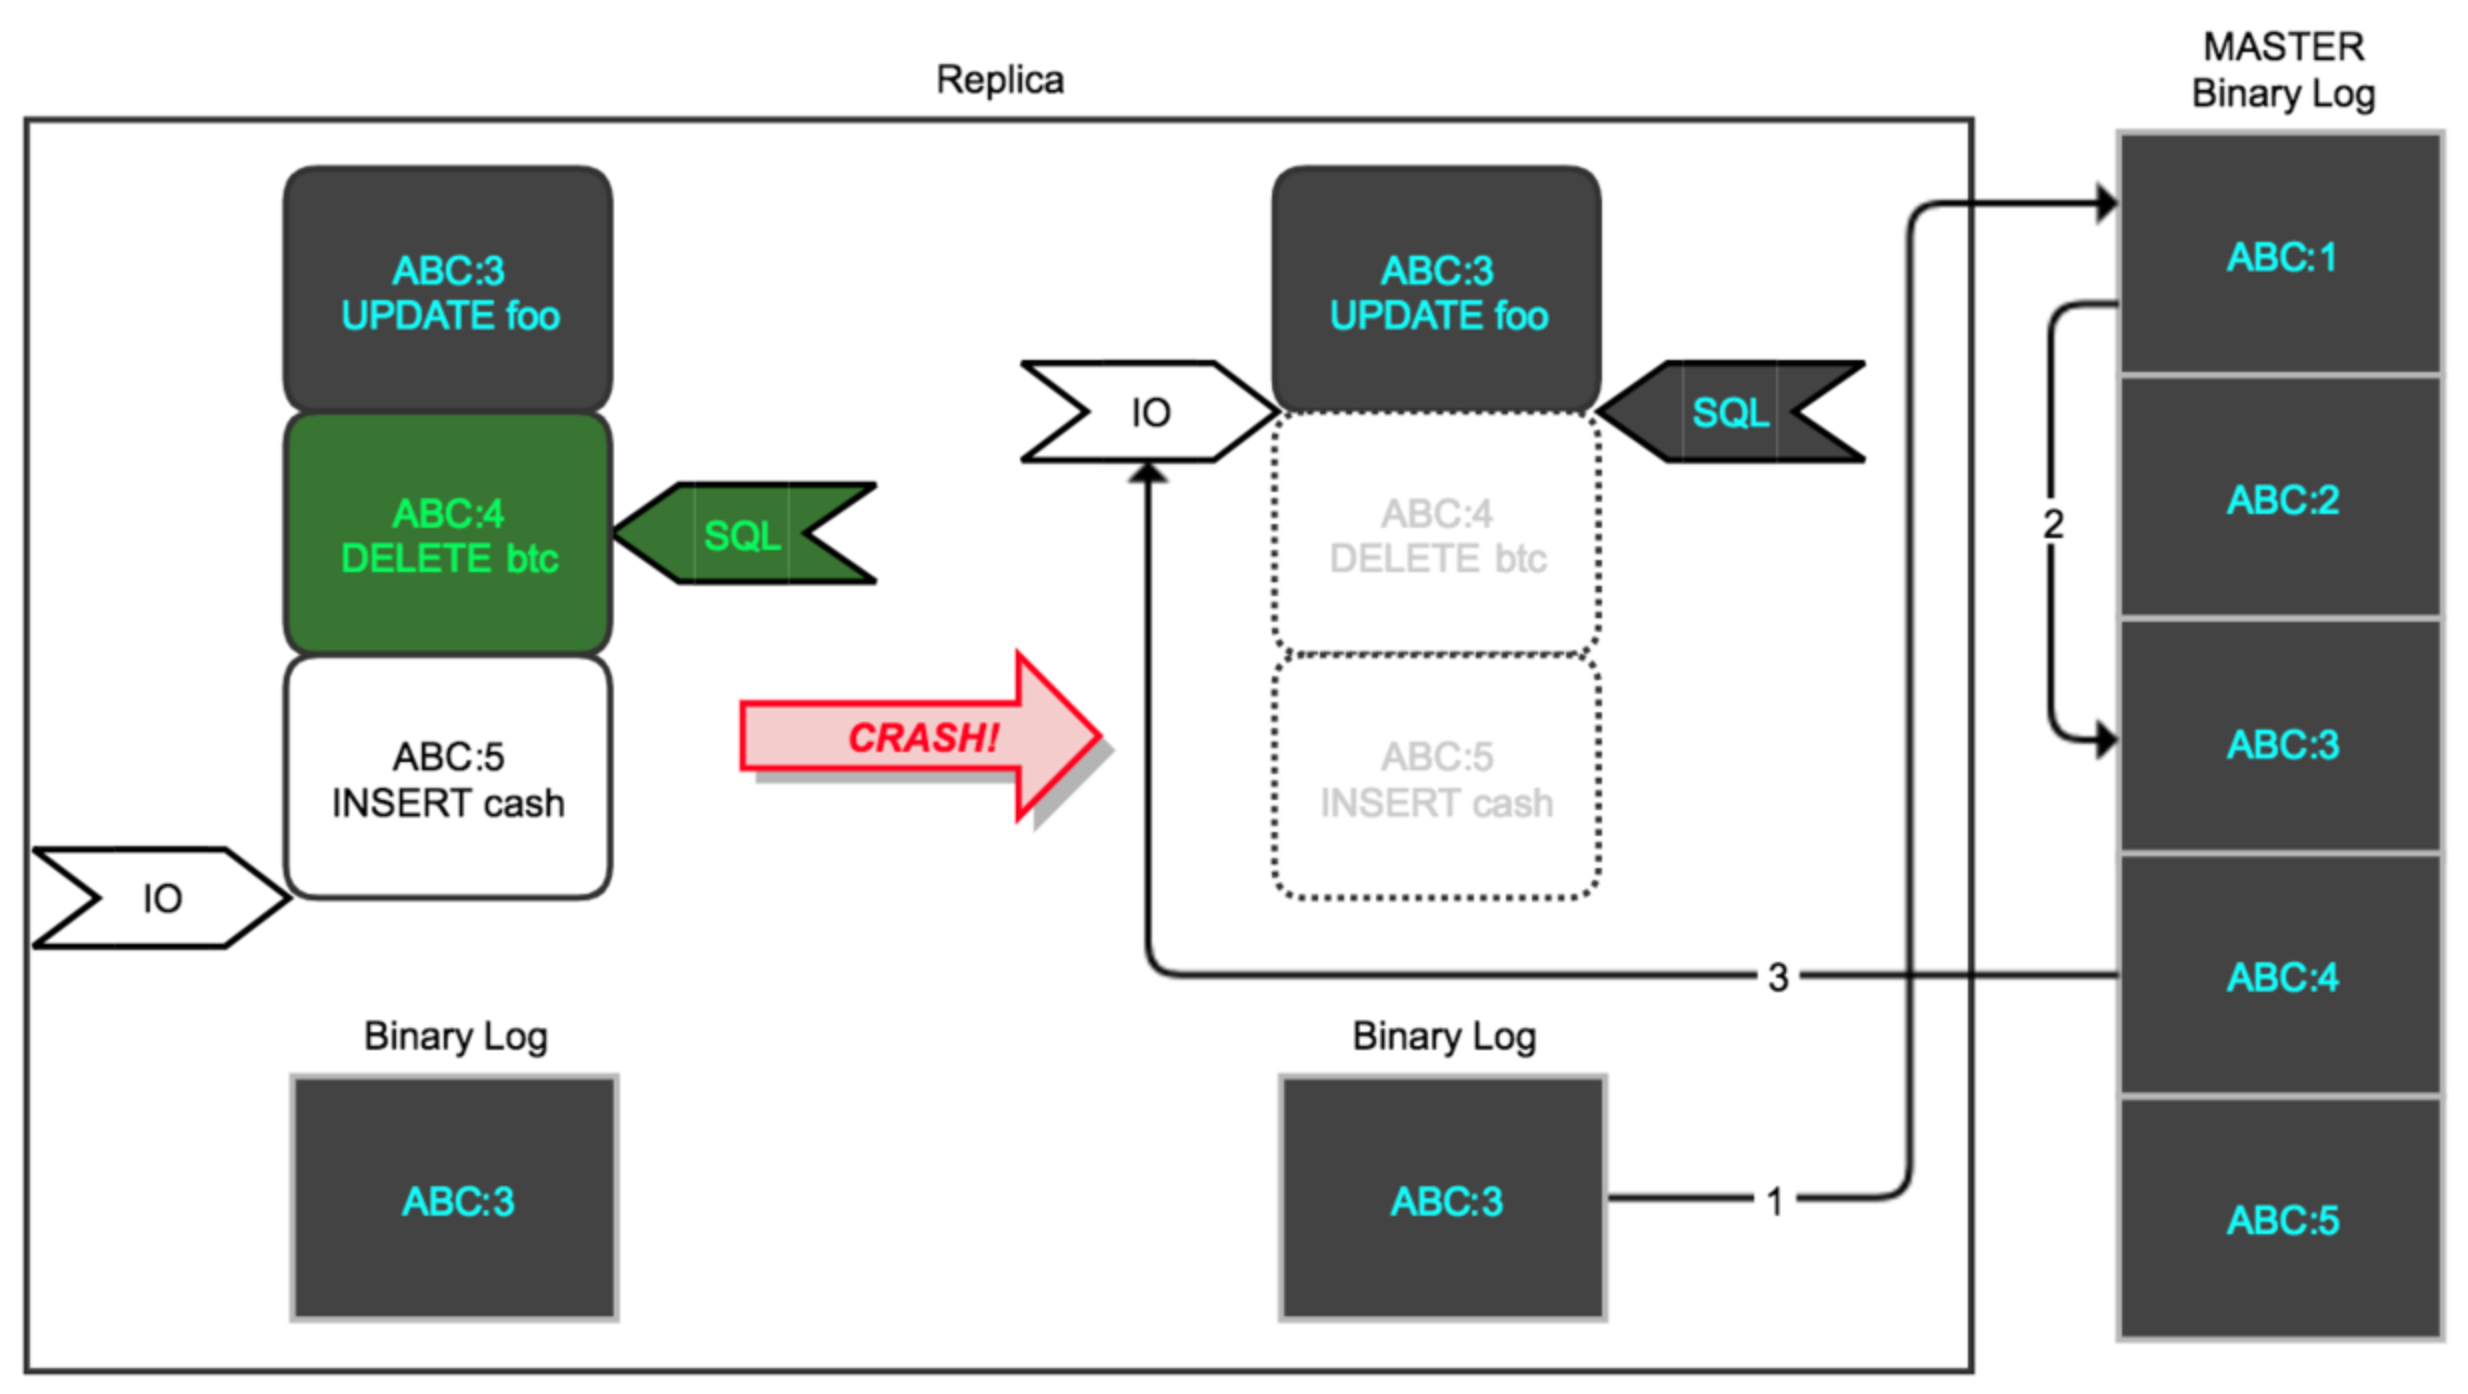 Replica
MASTER
Binary Log
ABC:3
UPDATE foo
ABC:4
DELETE btc
SQL
ABC:5
INSERT cash
IO
Binary Log
ABC:3
CRASH!
ABC:3
UPDATE foo
IO
SQL
ABC:4
DELETE btc
ABC:5
INSERT cash
3
Binary Log
ABC:3
1
2
ABC:1
ABC:2
ABC:3
ABC:4
ABC:5